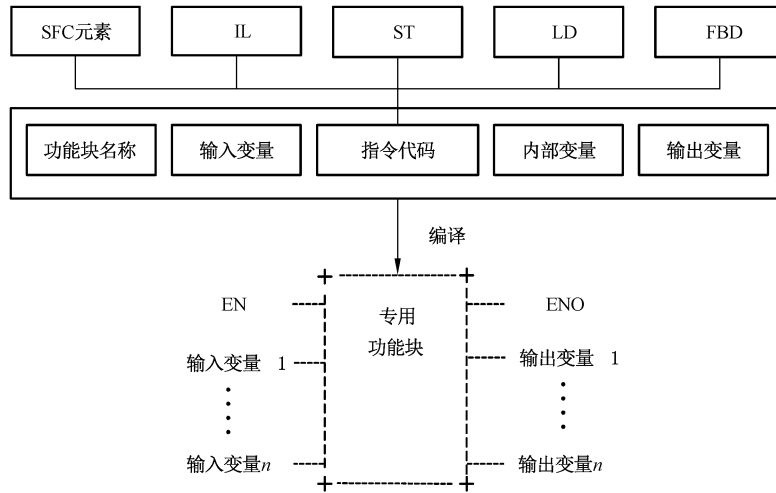 SFC元素 IL ST LD FBD
功能块名称 输入变量 指令代码 内部变量 输出变量
编译
EN 专用 ENO
功能块
输入变量 1 输出变量 1
输入变量n 输出变量n